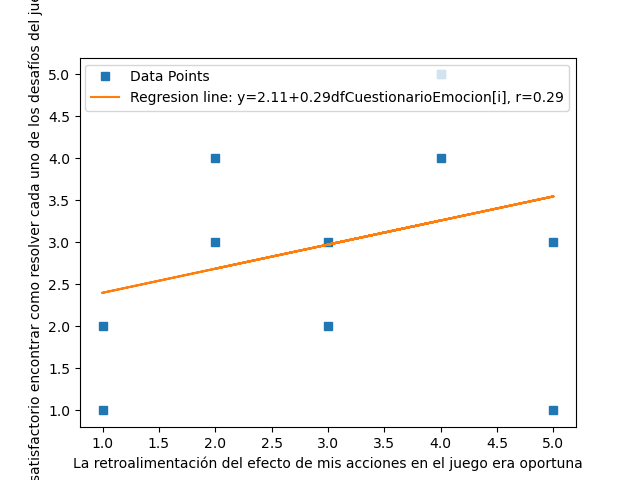 satisfactorio encontrar como resolver cada uno de los desafíos del
5.0
4.5
4.0
3.5
3.0
2.5
2.0
1.5
1.0
Data Points
Regresion line: y=2.11+0.29dfCuestionarioEmocion[i], r=0.29
1.0 1.5 2.0 2.5 3.0 3.5 4.0 4.5 5.0
La retroalimentación del efecto de mis acciones en el juego era oportuna